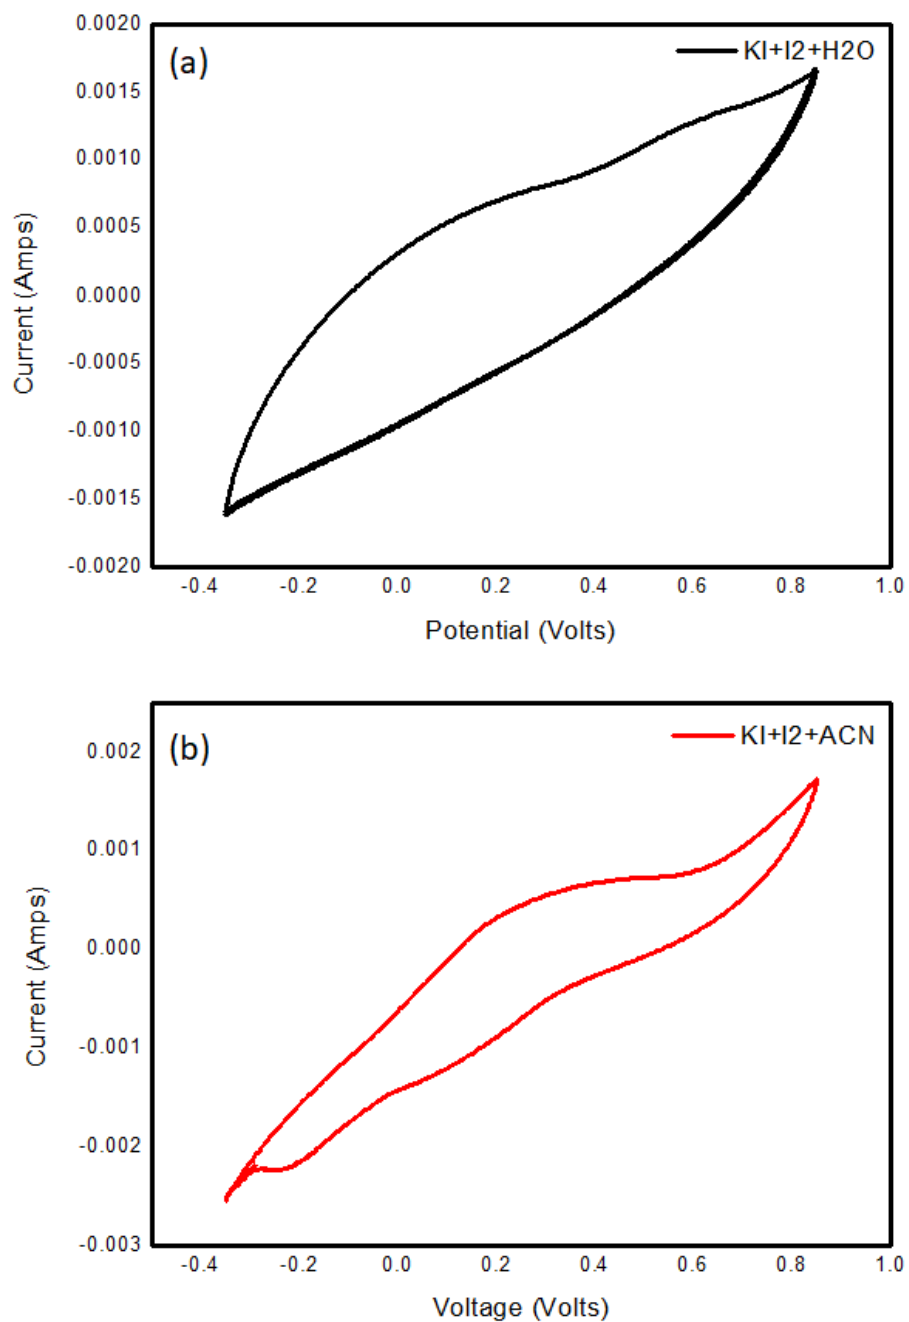 0.0020
(a)
KI+I2+H2O
0.0015
0.0010
0.0005
0.0000
-0.0005
-0.0010
-0.0015
-0.0020
Current (Amps)
-0.4 -0.2 0.0 0.2 0.4 0.6 0.8 1.0
Potential (Volts)
(b)
KI+I2+ACN
0.002
0.001
0.000
-0.001
-0.002
-0.003
Current (Amps)
-0.4 -0.2 0.0 0.2 0.4 0.6 0.8 1.0
Voltage (Volts)